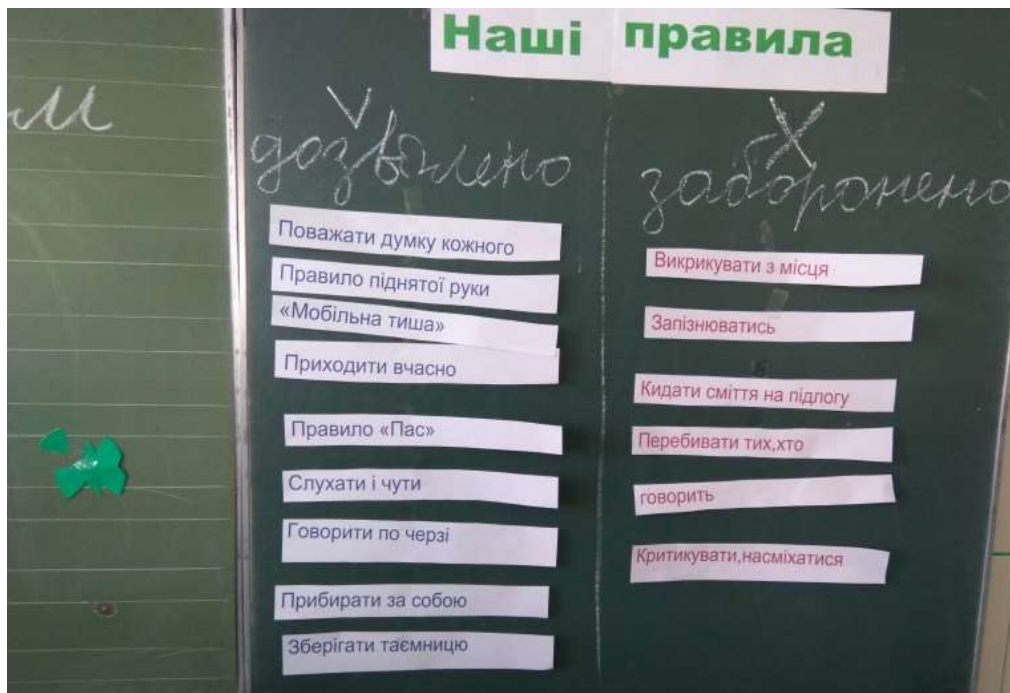 Наші правила
м
дозволено
Поважати думку кожного
Правило піднятої руки
«Мобільна тиша»
Приходити вчасно
Правило «Пас»
Слухати і чути
Говорити по черзі
Прибирати за собою
Зберігати таємницю
заборонено
Викрикувати з місця
Запізнюватись
Кидати сміття на підлогу
Перебивати тих,хто
говорить
Критикувати,насміхатися